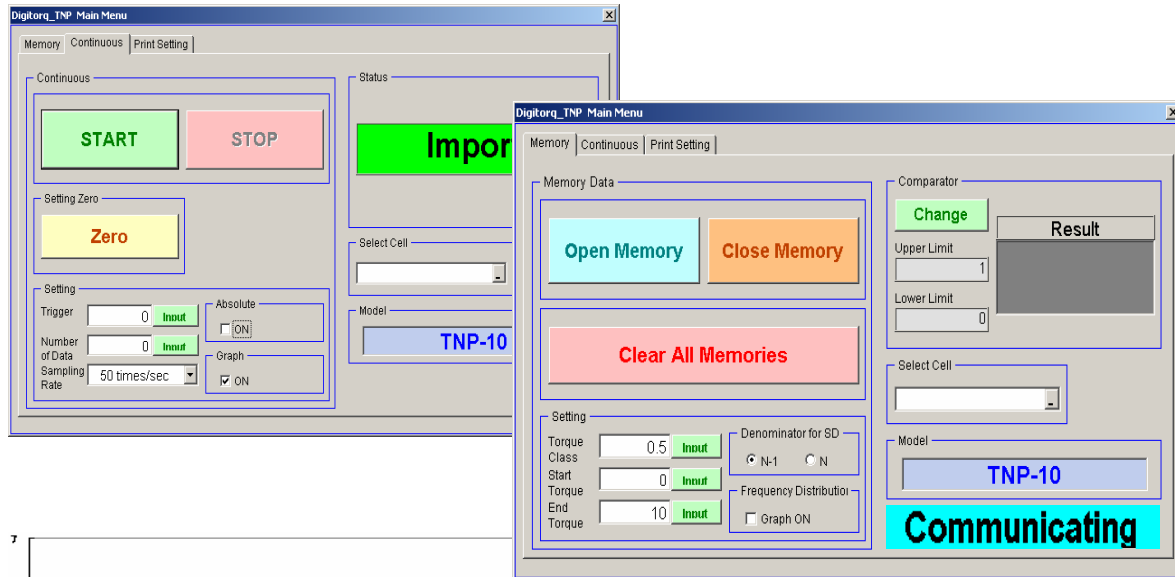 Digitorq_TNP Main Menu
Memory
Continuous
Print Setting
Continuous
START
STOP
Setting Zero
Zero
Setting
Trigger
0
Input
Number
of Data
0
Input
Sampling
Rate
50 times/sec
Absolute
ON
Graph
ON
Status
Impor
Select Cell
Model
TNP-10
Digitorq_TNP Main Menu
Memory
Continuous
Print Setting
Memory Data
Open Memory
Close Memory
Clear All Memories
Setting
Torque
Class
0.5
Input
Start
Torque
0
Input
End
Torque
10
Input
Denominator for SD
N-1
N
Frequency Distribution
Graph ON
Comparator
Change
Upper Limit
1
Lower Limit
0
Result
Select Cell
Model
TNP-10
Communicating